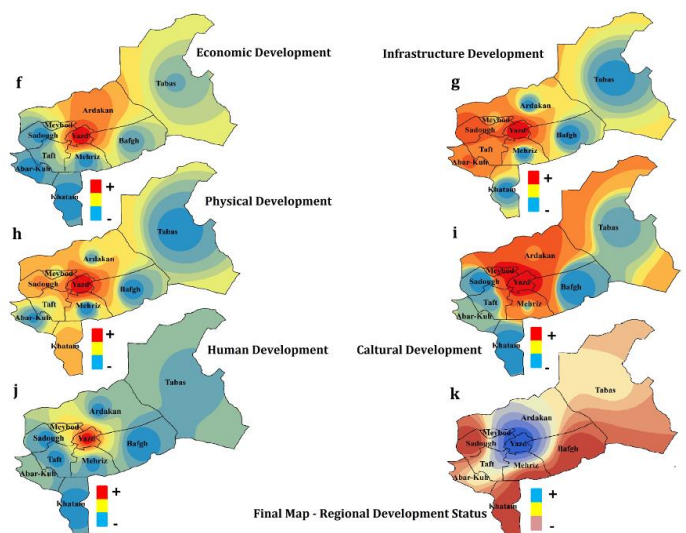 Economic Development
f
Tabas
Ardakan
Meybod
Sadough
Yazd
Taft
Mehriz
Bafgh
Abar-Kuh
Khatam
+
-
Infrastructure Development
g
Tabas
Ardakan
Meybod
Sadough
Yazd
Taft
Mehriz
Bafgh
Abar-Kuh
Khatam
+
-
Physical Development
h
Tabas
Ardakan
Meybod
Sadough
Yazd
Taft
Mehriz
Bafgh
Abar-Kuh
Khatam
+
-
i
Tabas
Ardakan
Meybod
Sadough
Yazd
Taft
Mehriz
Bafgh
Abar-Kuh
Khatam
+
-
Human Development
Caltural Development
j
Tabas
Ardakan
Meybod
Sadough
Yazd
Taft
Mehriz
Bafgh
Abar-Kuh
Khatam
+
-
k
Tabas
Ardakan
Meybod
Sadough
Yazd
Taft
Mehriz
Bafgh
Abar-Kuh
Khatam
+
-
Final Map - Regional Development Status